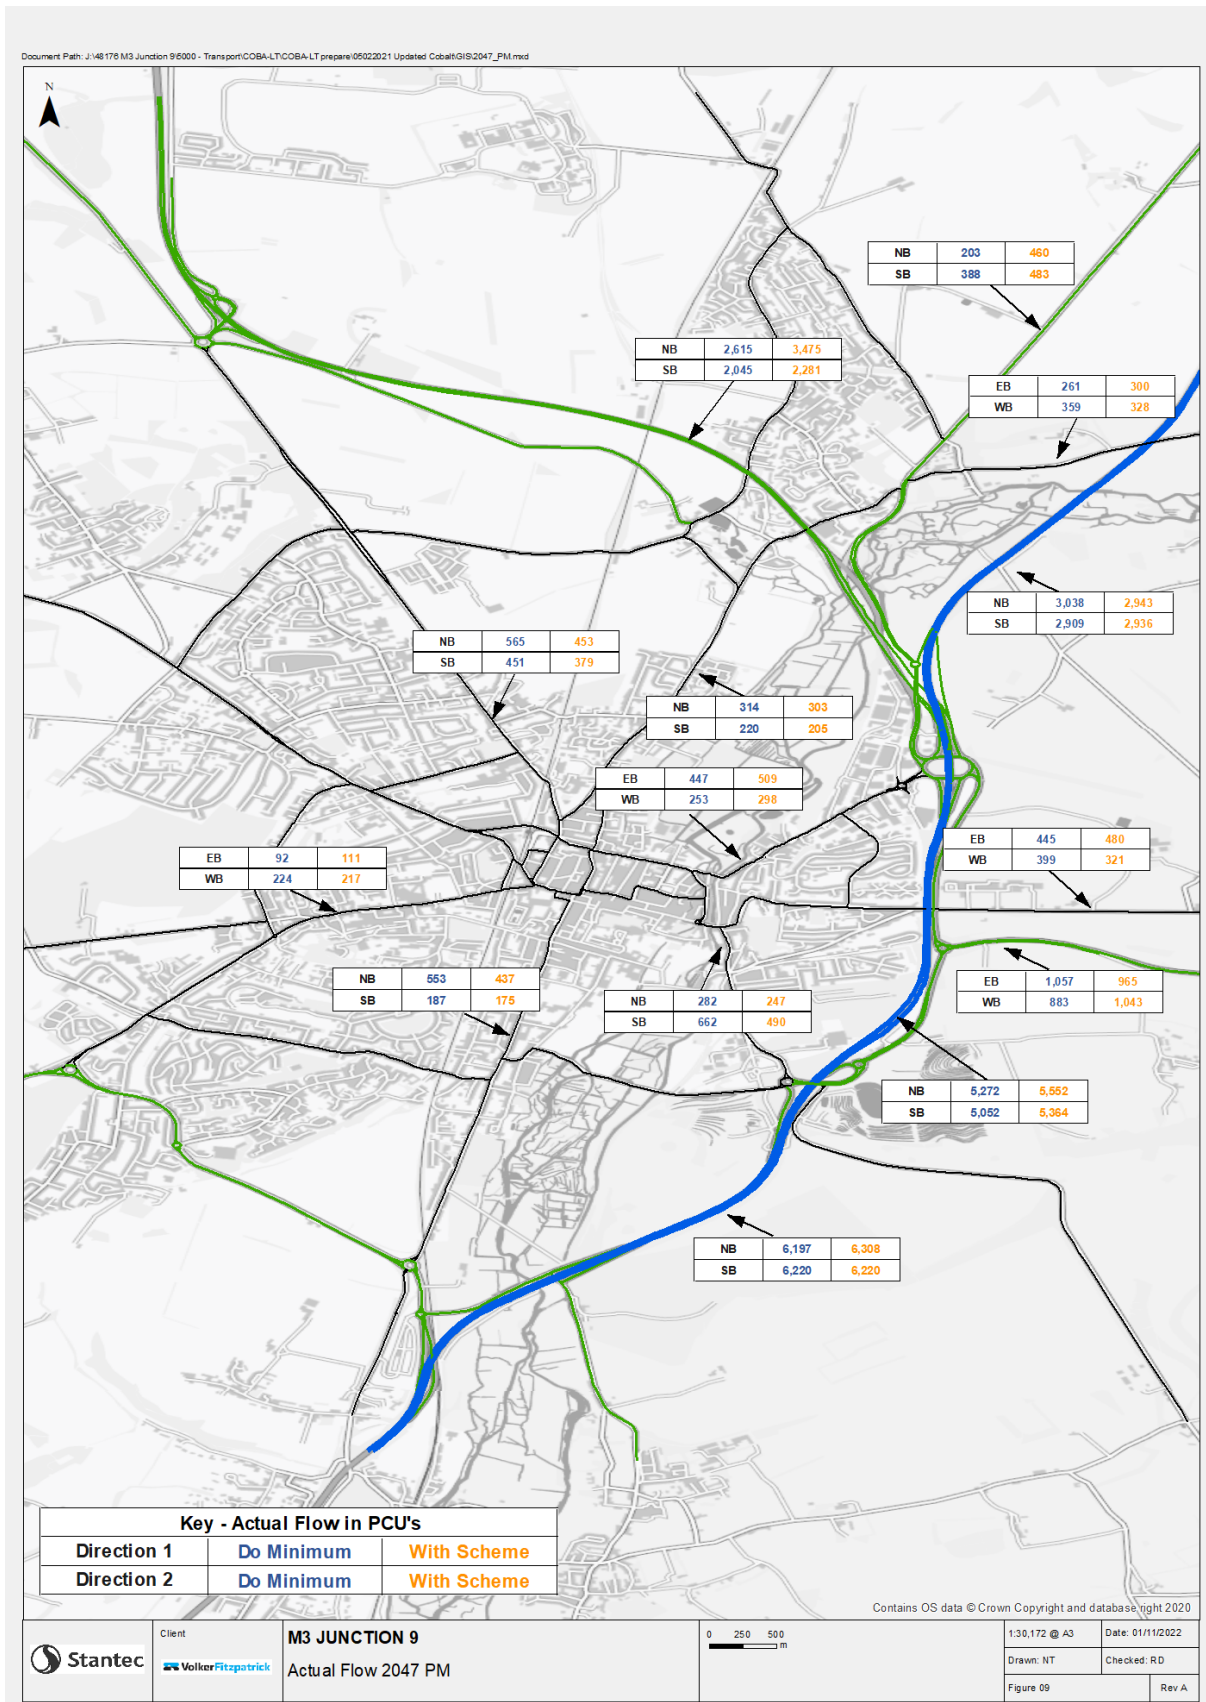 Document Path: J:\48176 M3 Junction 9\5000 - Transport\COBA-LT\COBA-LT prepare\05022021 Updated Cobalt\GIS\2047_PM.mxd
N
NB 203 460
SB 388 483
NB 2,615 3,475
SB 2,045 2,281
EB 261 300
WB 359 328
NB 3,038 2,943
SB 2,909 2,936
NB 565 453
SB 451 379
NB 314 303
SB 220 205
EB 447 509
WB 253 298
EB 445 480
WB 399 321
EB 92 111
WB 224 217
NB 553 437
SB 187 175
NB 282 247
SB 662 490
EB 1,057 965
WB 883 1,043
NB 5,272 5,552
SB 5,052 5,364
NB 6,197 6,308
SB 6,220 6,220
Key - Actual Flow in PCU's
Direction 1 Do Minimum With Scheme
Direction 2 Do Minimum With Scheme
Contains OS data © Crown Copyright and database right 2020
Stantec
Client
VolkerFitzpatrick
M3 JUNCTION 9
Actual Flow 2047 PM
0 250 500
m
1:30,172 @ A3 Date: 01/11/2022
Drawn: NT Checked: RD
Figure 09 Rev A